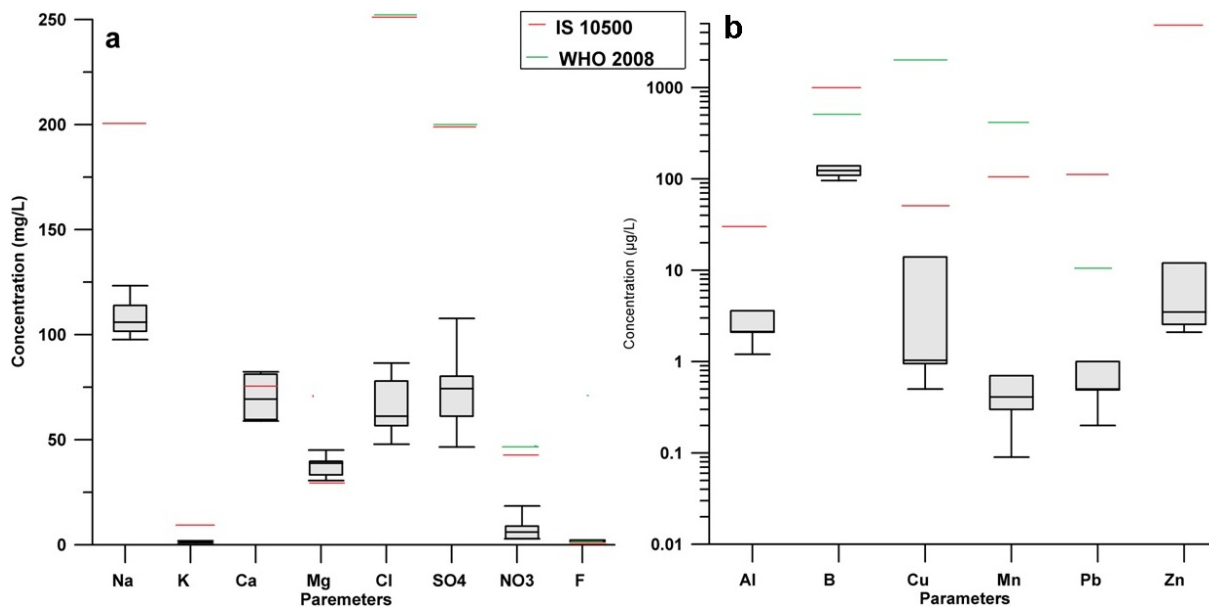 a
250
200
150
100
50
0
Concentration (mg/L)
Na K Ca Mg Cl SO4 NO3 F
Paremeters
IS 10500
WHO 2008
b
1000
100
10
1
0.1
0.01
Concentration (µg/L)
Al B Cu Mn Pb Zn
Parameters